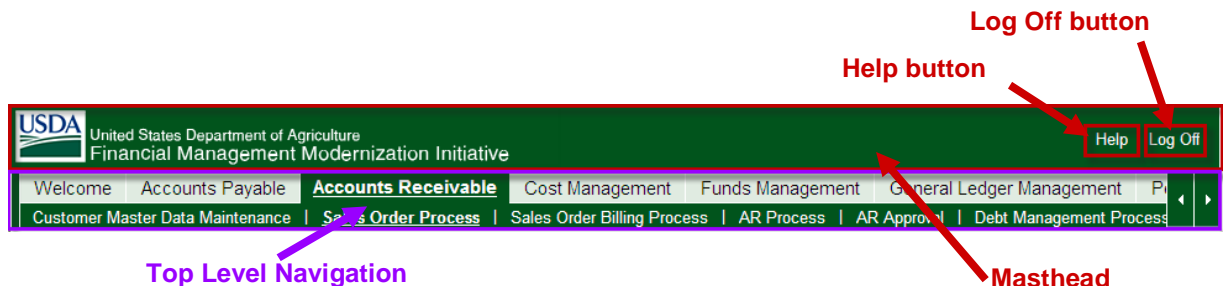 Log Off button
Help button
USDA
United States Department of Agriculture
Financial Management Modernization Initiative
Help Log Off
Welcome Accounts Payable Accounts Receivable Cost Management Funds Management General Ledger Management
Customer Master Data Maintenance | Sales Order Process | Sales Order Billing Process | AR Process | AR Approval | Debt Management Process
Top Level Navigation
Masthead